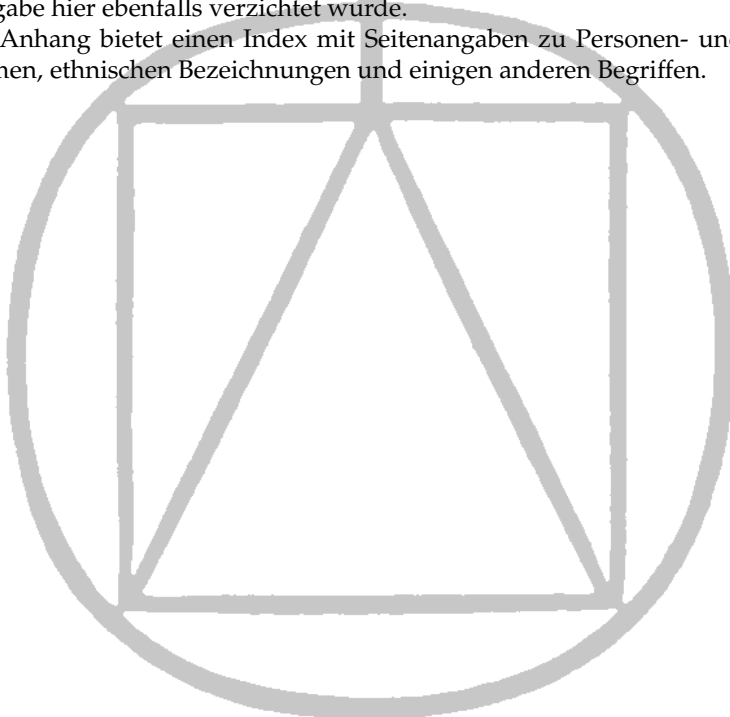 gabe hier ebenfalls verzichtet wurde.
Anhang bietet einen Index mit Seitenangaben zu Personen- und
nen, ethnischen Bezeichnungen und einigen anderen Begriffen.